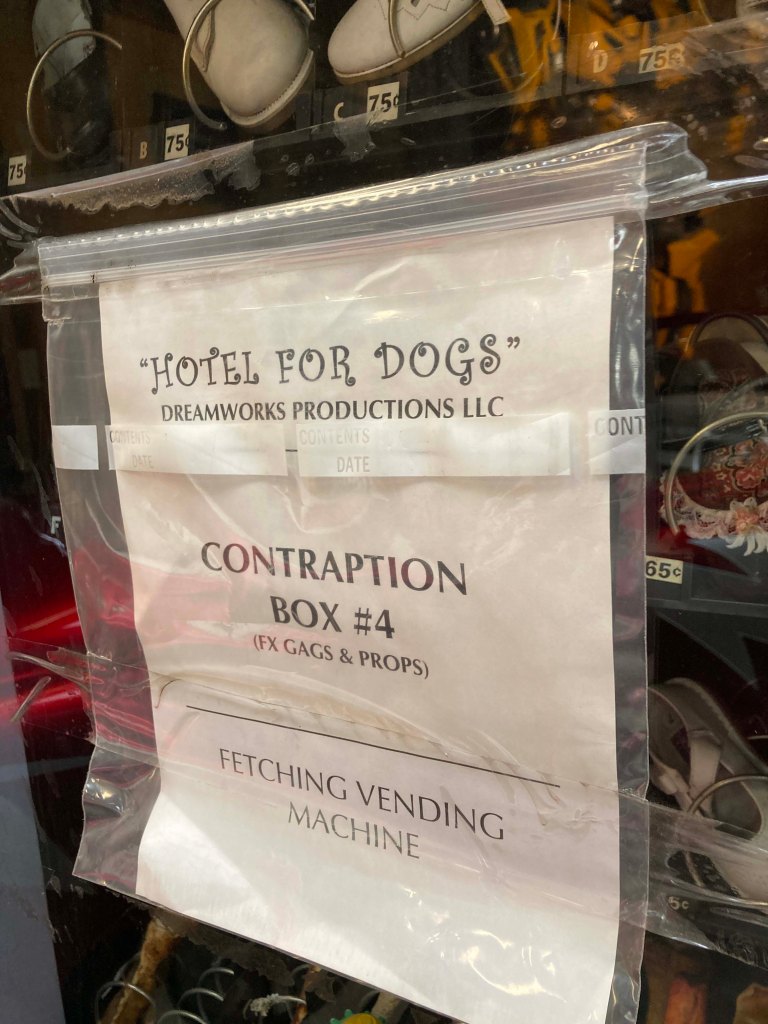 D 75¢
C 75¢
B 75¢
75¢
"HOTEL FOR DOGS"
DREAMWORKS PRODUCTIONS LLC
CONTENTS CONTENTS CONT
DATE DATE
F
CONTRAPTION
BOX #4
(FX GAGS & PROPS)
65¢
FETCHING VENDING
MACHINE
5¢